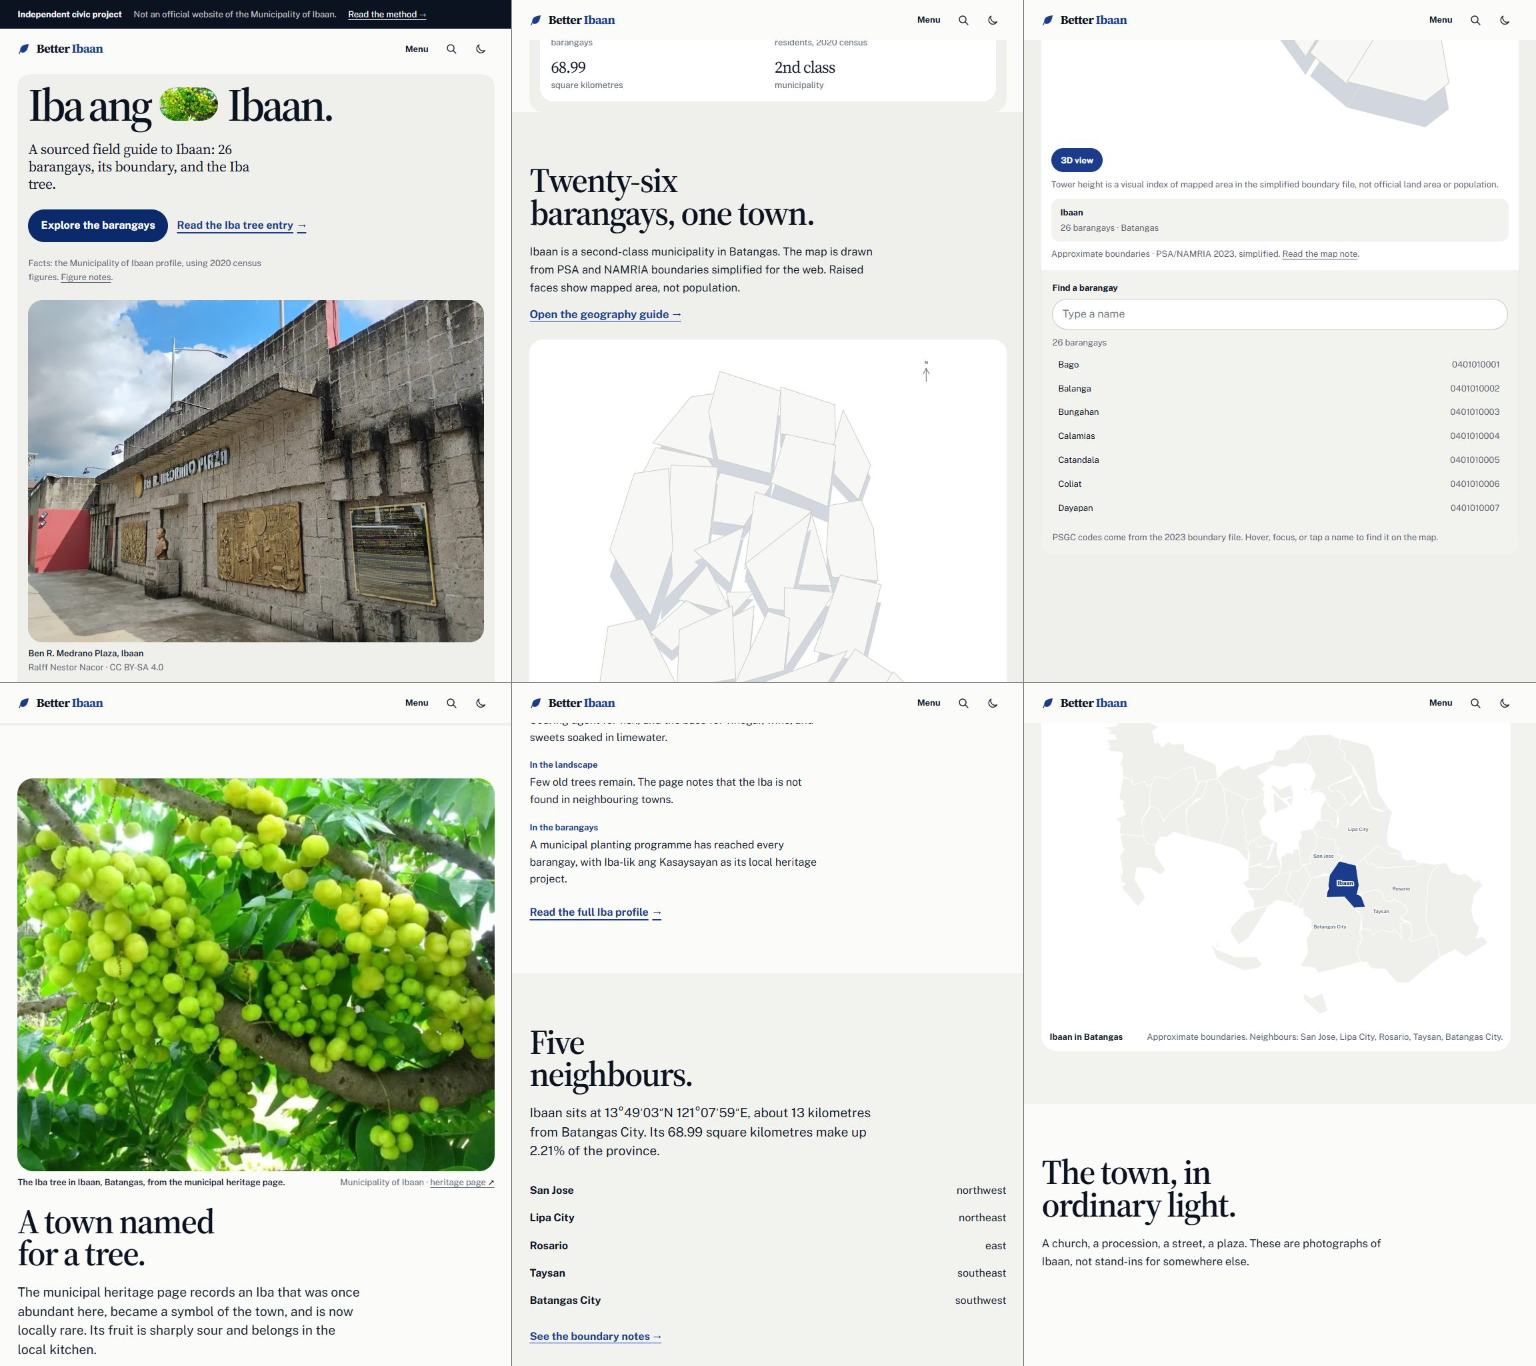 Independent civic project Not an official website of the Municipality of Ibaan. Read the method →
Better Ibaan Menu
Iba ang Ibaan.
A sourced field guide to Ibaan: 26
barangays, its boundary, and the Iba
tree.
Explore the barangays Read the Iba tree entry →
Facts: the Municipality of Ibaan profile, using 2020 census
figures. Figure notes.
PLAZA
Ben R. Medrano Plaza, Ibaan
Ralff Nestor Nacor · CC BY-SA 4.0
Better Ibaan Menu
barangays residents, 2020 census
68.99 2nd class
square kilometres municipality
Twenty-six
barangays, one town.
Ibaan is a second-class municipality in Batangas. The map is drawn
from PSA and NAMRIA boundaries simplified for the web. Raised
faces show mapped area, not population.
Open the geography guide →
N
Better Ibaan Menu
3D view
Tower height is a visual index of mapped area in the simplified boundary file, not official land area or population.
Ibaan
26 barangays · Batangas
Approximate boundaries · PSA/NAMRIA 2023, simplified. Read the map note.
Find a barangay
Type a name
26 barangays
Bago 0401010001
Balanga 0401010002
Bungahan 0401010003
Calamias 0401010004
Catandala 0401010005
Coliat 0401010006
Dayapan 0401010007
PSGC codes come from the 2023 boundary file. Hover, focus, or tap a name to find it on the map.
Better Ibaan Menu
The Iba tree in Ibaan, Batangas, from the municipal heritage page. Municipality of Ibaan · heritage page ↗
A town named
for a tree.
The municipal heritage page records an Iba that was once
abundant here, became a symbol of the town, and is now
locally rare. Its fruit is sharply sour and belongs in the
local kitchen.
Better Ibaan Menu
sweets soaked in limewater.
In the landscape
Few old trees remain. The page notes that the Iba is not
found in neighbouring towns.
In the barangays
A municipal planting programme has reached every
barangay, with Iba-lik ang Kasaysayan as its local heritage
project.
Read the full Iba profile →
Five
neighbours.
Ibaan sits at 13°49′03″N 121°07′59″E, about 13 kilometres
from Batangas City. Its 68.99 square kilometres make up
2.21% of the province.
San Jose northwest
Lipa City northeast
Rosario east
Taysan southeast
Batangas City southwest
See the boundary notes →
Better Ibaan Menu
Lipa City
San Jose
Ibaan
Rosario
Taysan
Batangas City
Ibaan in Batangas Approximate boundaries. Neighbours: San Jose, Lipa City, Rosario, Taysan, Batangas City.
The town, in
ordinary light.
A church, a procession, a street, a plaza. These are photographs of
Ibaan, not stand-ins for somewhere else.